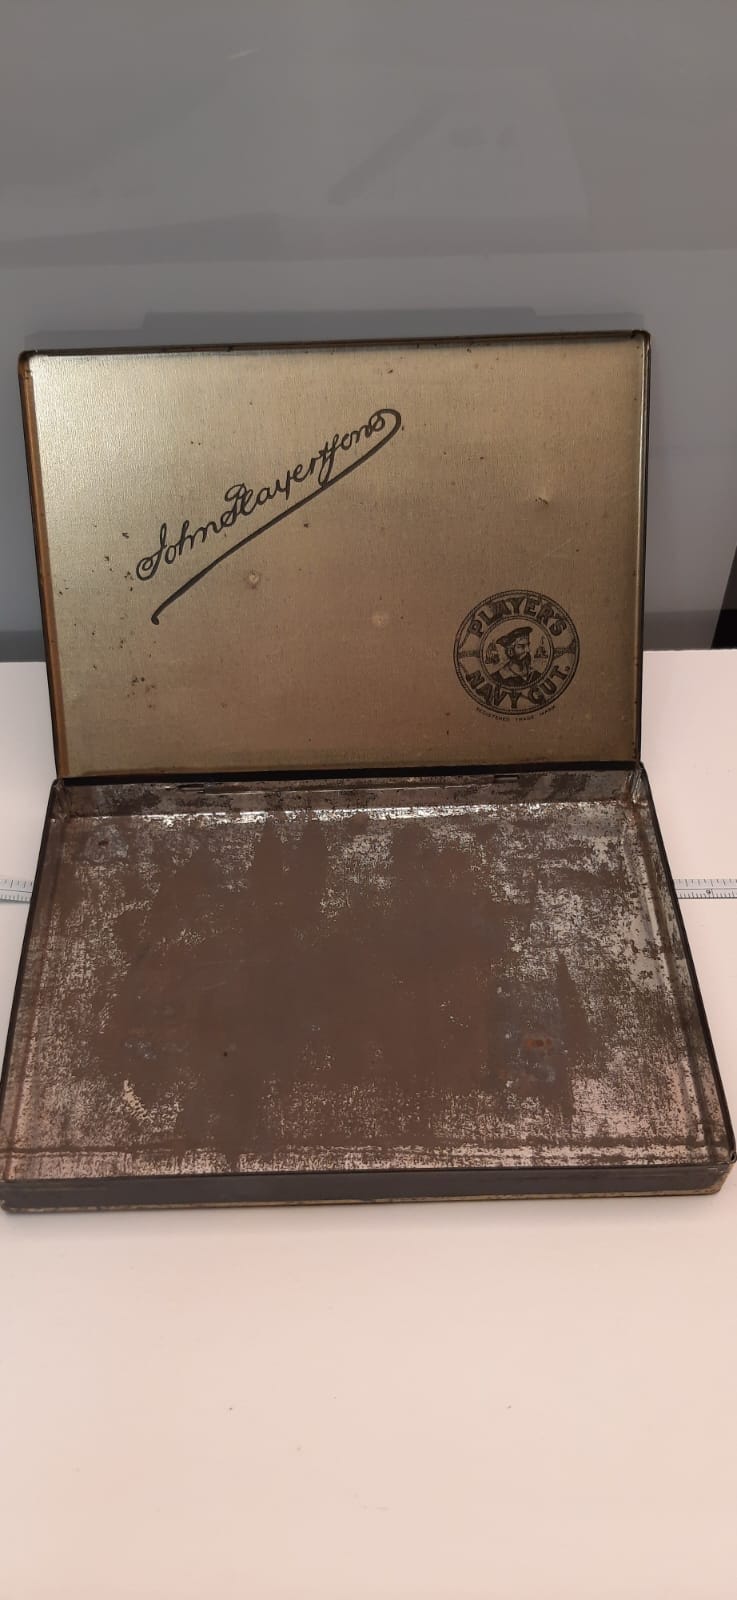 John Player & Sons
PLAYER'S
NAVY CUT.
REGISTERED TRADE MARK